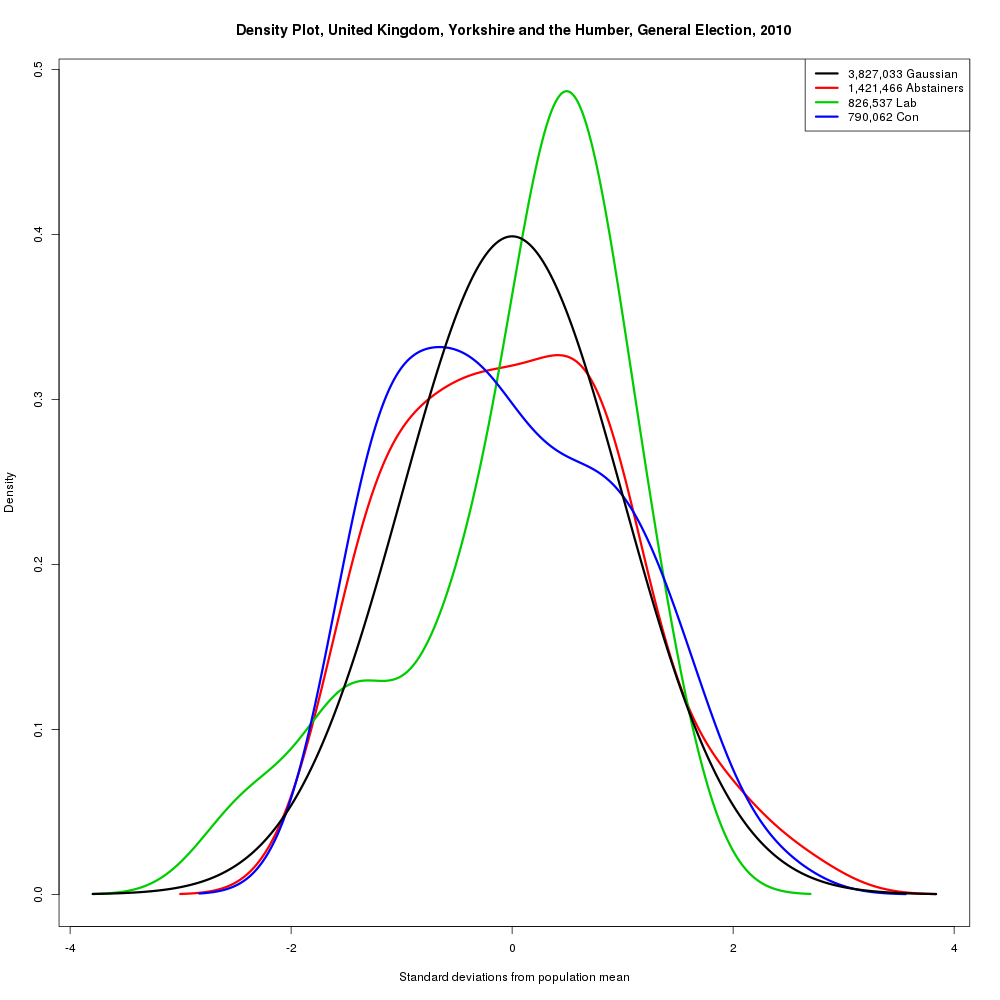 Density Plot, United Kingdom, Yorkshire and the Humber, General Election, 2010
3,827,033 Gaussian
1,421,466 Abstainers
826,537 Lab
790,062 Con
Density
0.5
0.4
0.3
0.2
0.1
0.0
-4 -2 0 2 4
Standard deviations from population mean